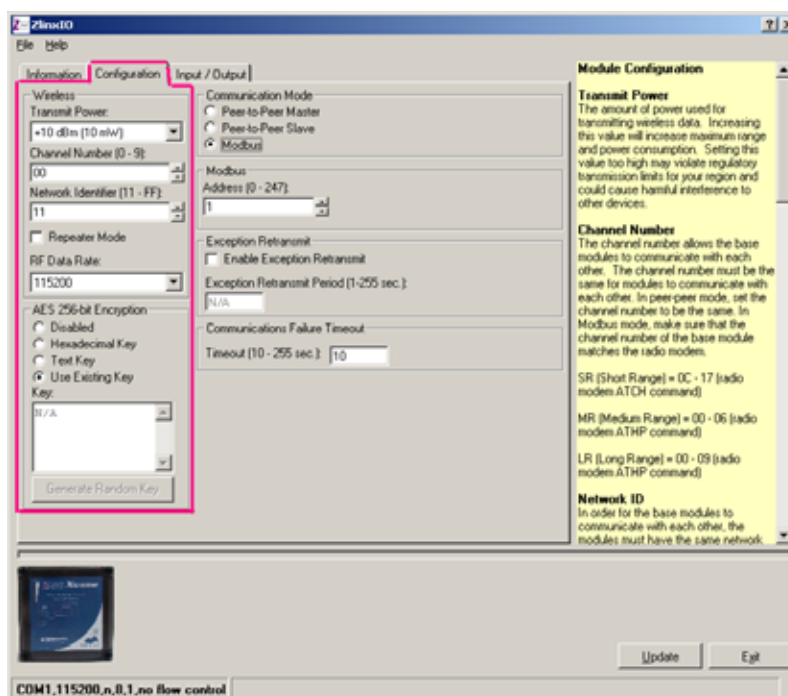 ZlinxIO
File Help
Information Configuration Input / Output
Wireless
Transmit Power:
+10 dBm (10 mW)
Channel Number (0 - 9):
00
Network Identifier (11 - FF):
11
Repeater Mode
RF Data Rate:
115200
AES 256-bit Encryption
Disabled
Hexadecimal Key
Text Key
Use Existing Key
Key:
N/A
Generate Random Key
Communication Mode
Peer-to-Peer Master
Peer-to-Peer Slave
Modbus
Modbus
Address (0 - 247):
1
Exception Retransmit
Enable Exception Retransmit
Exception Retransmit Period (1-255 sec.):
N/A
Communications Failure Timeout
Timeout (10 - 255 sec.): 10
Module Configuration
Transmit Power
The amount of power used for
transmitting wireless data. Increasing
this value will increase maximum range
and power consumption. Setting this
value too high may violate regulatory
transmission limits for your region and
could cause harmful interference to
other devices.
Channel Number
The channel number allows the base
modules to communicate with each
other. The channel number must be the
same for modules to communicate with
each other. In peer-peer mode, set the
channel number to be the same. In
Modbus mode, make sure that the
channel number of the base module
matches the radio modem.
SR (Short Range) = 0C - 17 (radio
modem ATCH command)
MR (Medium Range) = 00 - 06 (radio
modem ATHP command)
LR (Long Range) = 00 - 09 (radio
modem ATHP command)
Network ID
In order for the base modules to
communicate with each other, the
modules must have the same network
Update Exit
COM1,115200,n,8,1,no flow control